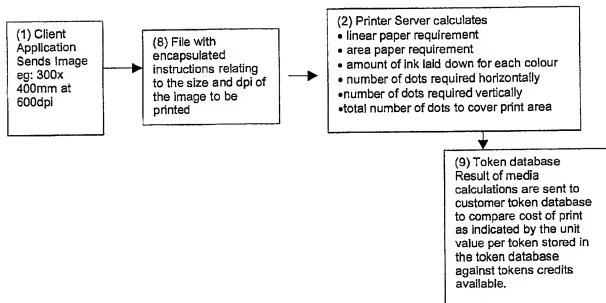 (1) Client
Application
Sends Image
eg: 300x
400mm at
600dpi
(8) File with
encapsulated
instructions relating
to the size and dpi of
the image to be
printed
(2) Printer Server calculates
• linear paper requirement
• area paper requirement
• amount of ink laid down for each colour
• number of dots required horizontally
•number of dots required vertically
•total number of dots to cover print area
(9) Token database
Result of media
calculations are sent to
customer token database
to compare cost of print
as indicated by the unit
value per token stored in
the token database
against tokens credits
available.